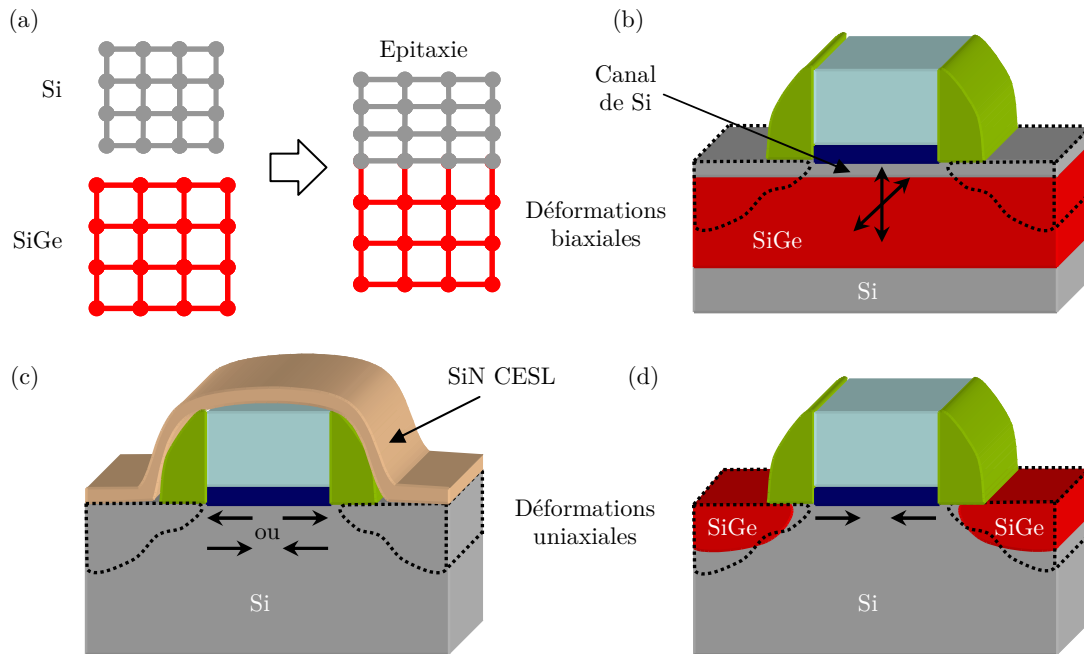 (a)
Si
SiGe
Epitaxie
(b)
Canal
de Si
Déformations
biaxiales
SiGe
Si
(c)
SiN CESL
ou
Si
Déformations
uniaxiales
(d)
SiGe
SiGe
Si